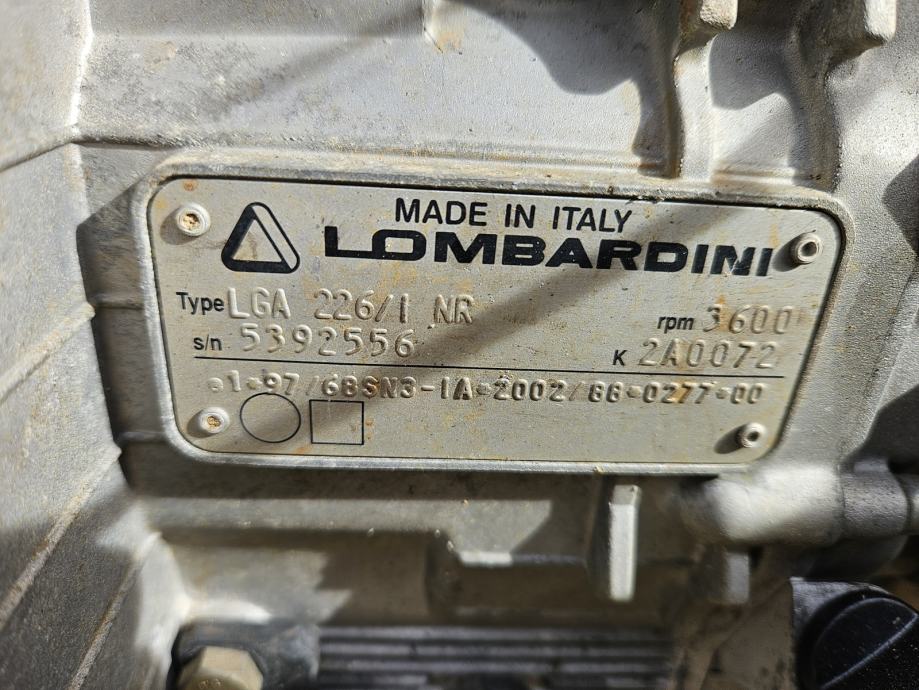 MADE IN ITALY
LOMBARDINI
Type LGA 226/1 NR rpm 3600
s/n 5392556 K 2A0072
•1•97/68SN3-IA•2002/88•0277•00